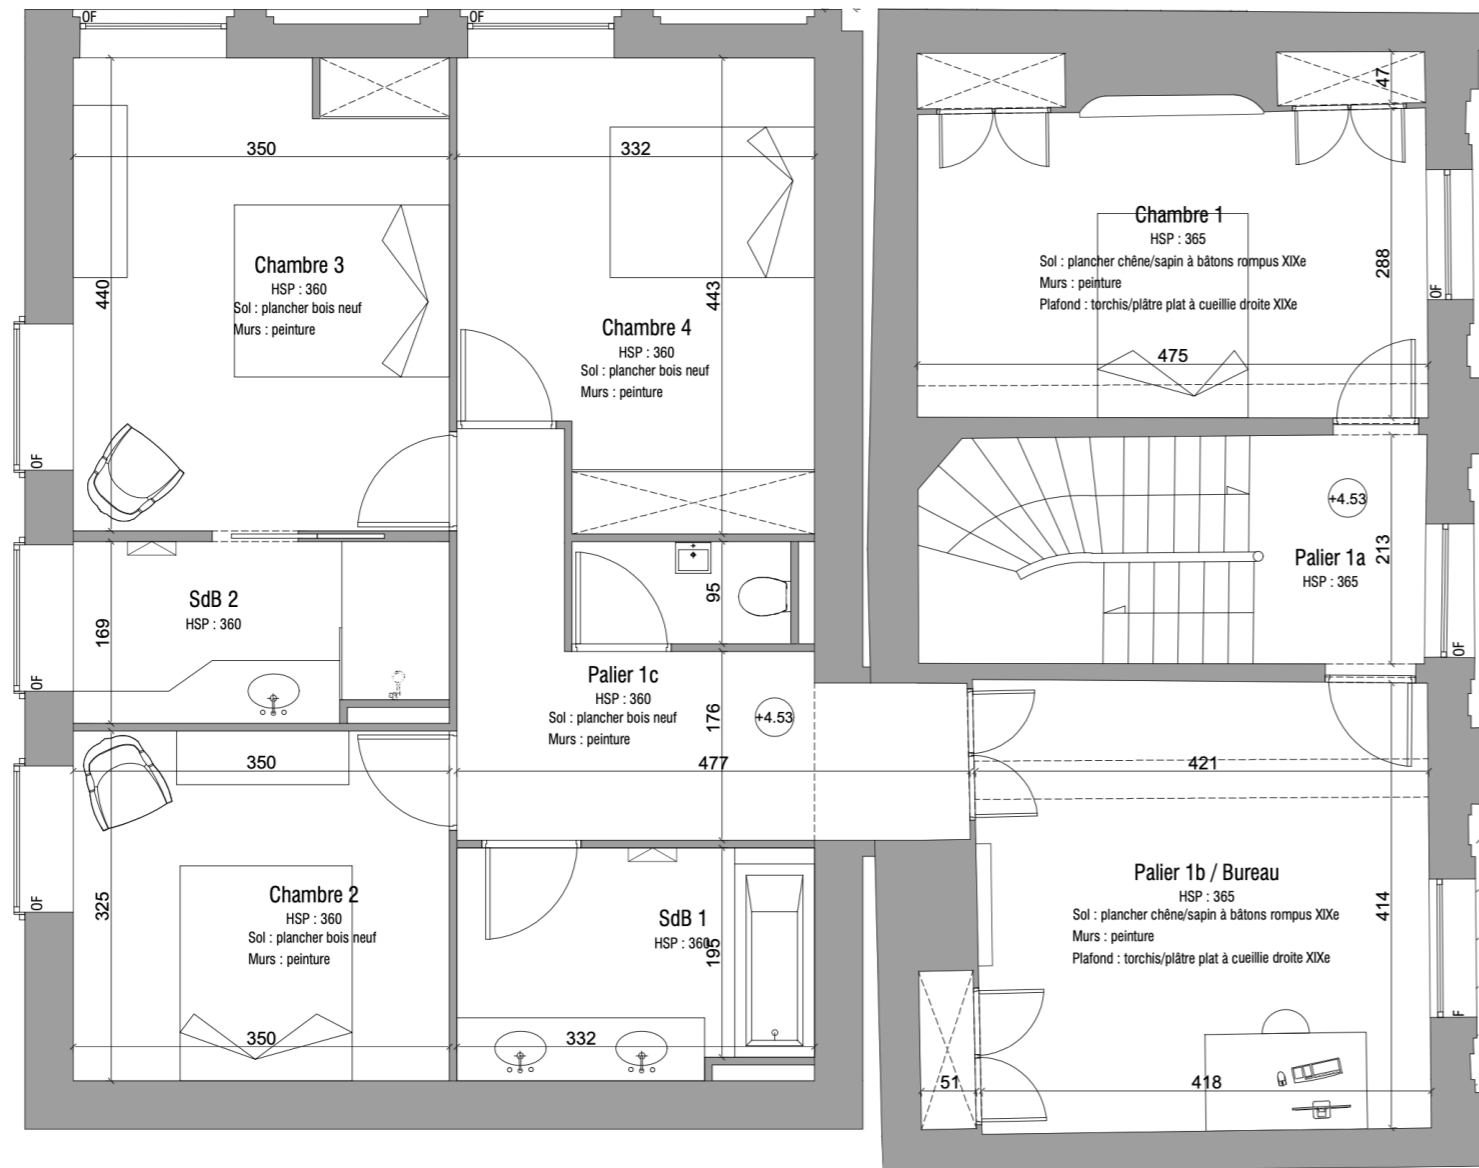 OF
OF
47
350
332
Chambre 1
HSP : 365
Sol : plancher chêne/sapin à bâtons rompus XIXe
Murs : peinture
Plafond : torchis/plâtre plat à cueillie droite XIXe
288
OF
475
Chambre 3
HSP : 360
Sol : plancher bois neuf
Murs : peinture
440
443
Chambre 4
HSP : 360
Sol : plancher bois neuf
Murs : peinture
OF
+4.53
Palier 1a
HSP : 365
213
OF
SdB 2
HSP : 360
169
95
OF
Palier 1c
HSP : 360
Sol : plancher bois neuf
Murs : peinture
176
+4.53
350
477
421
Chambre 2
HSP : 360
Sol : plancher bois neuf
Murs : peinture
325
OF
SdB 1
HSP : 360
195
Palier 1b / Bureau
HSP : 365
Sol : plancher chêne/sapin à bâtons rompus XIXe
Murs : peinture
Plafond : torchis/plâtre plat à cueillie droite XIXe
414
F
350
332
51
418